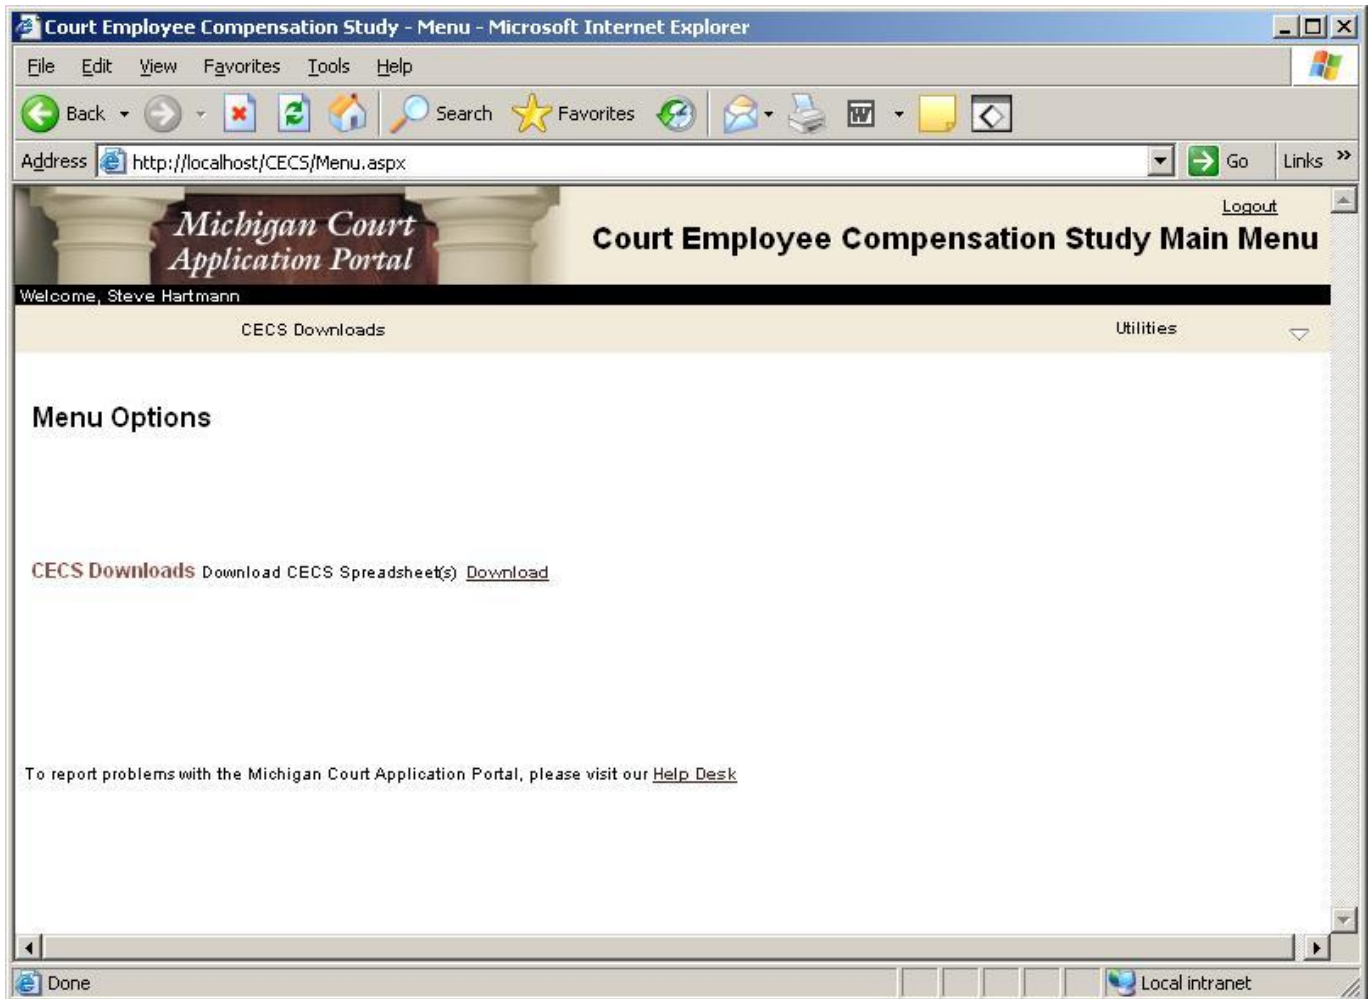 Court Employee Compensation Study - Menu - Microsoft Internet Explorer
File Edit View Favorites Tools Help
Back Search Favorites
Address http://localhost/CECS/Menu.aspx Go Links »
Michigan Court
Application Portal
Logout
Court Employee Compensation Study Main Menu
Welcome, Steve Hartmann
CECS Downloads Utilities
Menu Options
CECS Downloads Download CECS Spreadsheet(s) Download
To report problems with the Michigan Court Application Portal, please visit our Help Desk
Done Local intranet